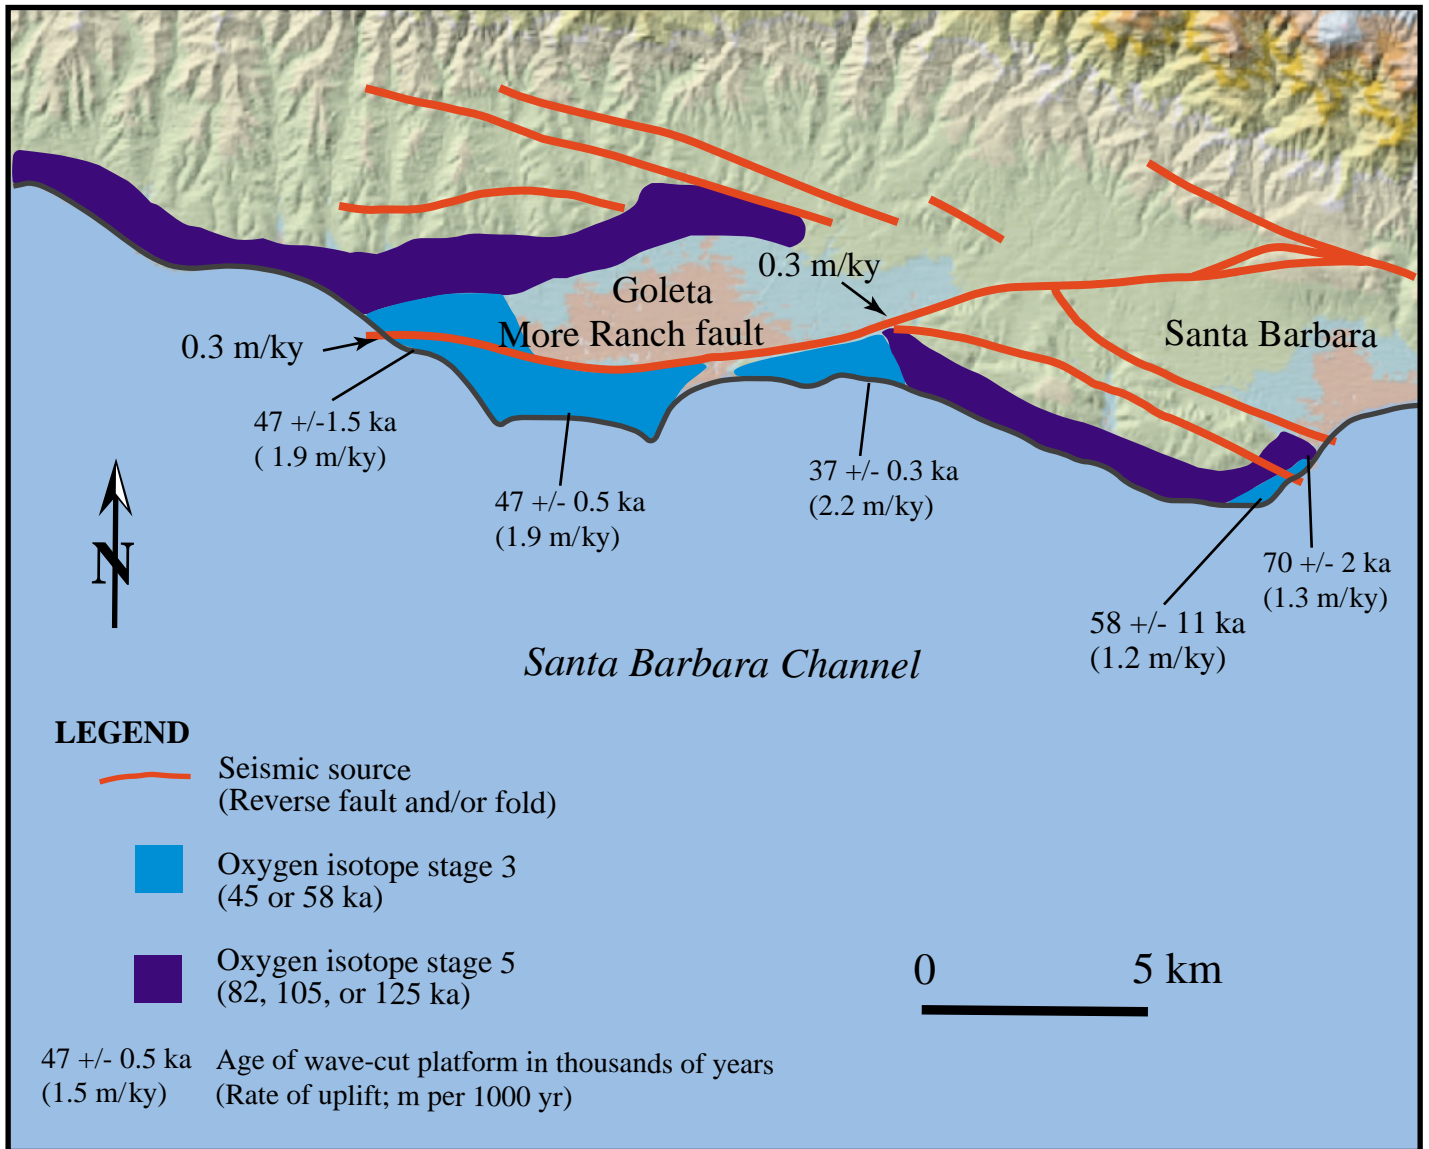 0.3 m/ky
Goleta
More Ranch fault
Santa Barbara
0.3 m/ky
47 +/-1.5 ka
( 1.9 m/ky)
47 +/- 0.5 ka
(1.9 m/ky)
37 +/- 0.3 ka
(2.2 m/ky)
70 +/- 2 ka
(1.3 m/ky)
58 +/- 11 ka
(1.2 m/ky)
N
Santa Barbara Channel
LEGEND
Seismic source
(Reverse fault and/or fold)
Oxygen isotope stage 3
(45 or 58 ka)
Oxygen isotope stage 5
(82, 105, or 125 ka)
0 5 km
47 +/- 0.5 ka Age of wave-cut platform in thousands of years
(1.5 m/ky) (Rate of uplift; m per 1000 yr)